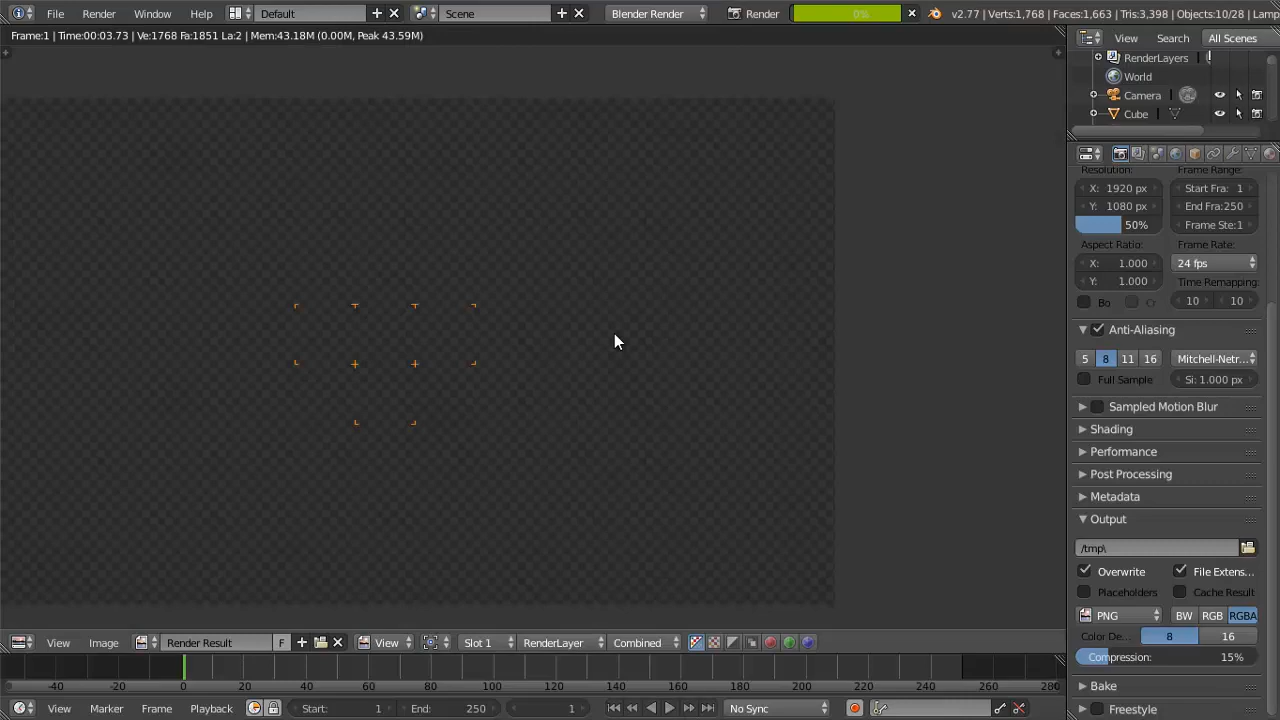 File Render Window Help Default Scene Blender Render Render 0% v2.77 | Verts:1,768 | Faces:1,663 | Tris:3,398 | Objects:10/28 | Lamp
Frame:1 | Time:00:03.73 | Ve:1768 Fa:1851 La:2 | Mem:43.18M (0.00M, Peak 43.59M)
View Search All Scenes
RenderLayers
World
Camera
Cube
Resolution: Frame Range:
X: 1920 px Start Fra: 1
Y: 1080 px End Fra:250
50% Frame Ste:1
Aspect Ratio: Frame Rate:
X: 1.000 24 fps
Y: 1.000 Time Remapping:
Bo Cr 10 10
Anti-Aliasing
5 8 11 16 Mitchell-Netr...
Full Sample Si: 1.000 px
Sampled Motion Blur
Shading
Performance
Post Processing
Metadata
Output
/tmp\
Overwrite File Extens...
Placeholders Cache Result
PNG BW RGB RGBA
Color De... 8 16
Compression: 15%
Bake
Freestyle
View Image Render Result F View Slot 1 RenderLayer Combined
-40 -20 0 20 40 60 80 100 120 140 160 180 200 220 240 260 280
View Marker Frame Playback Start: 1 End: 250 1 No Sync